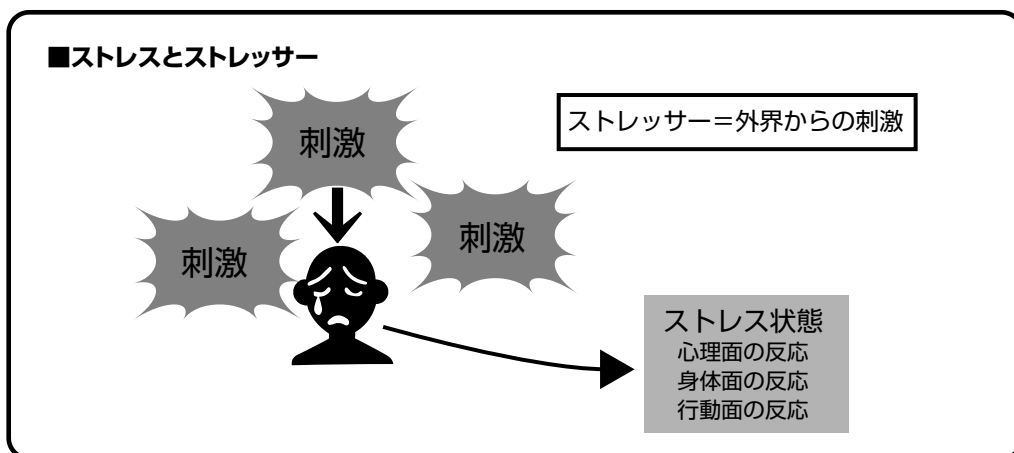 ■ストレスとストレッサー
刺激
ストレッサー＝外界からの刺激
刺激
刺激
ストレス状態
心理面の反応
身体面の反応
行動面の反応